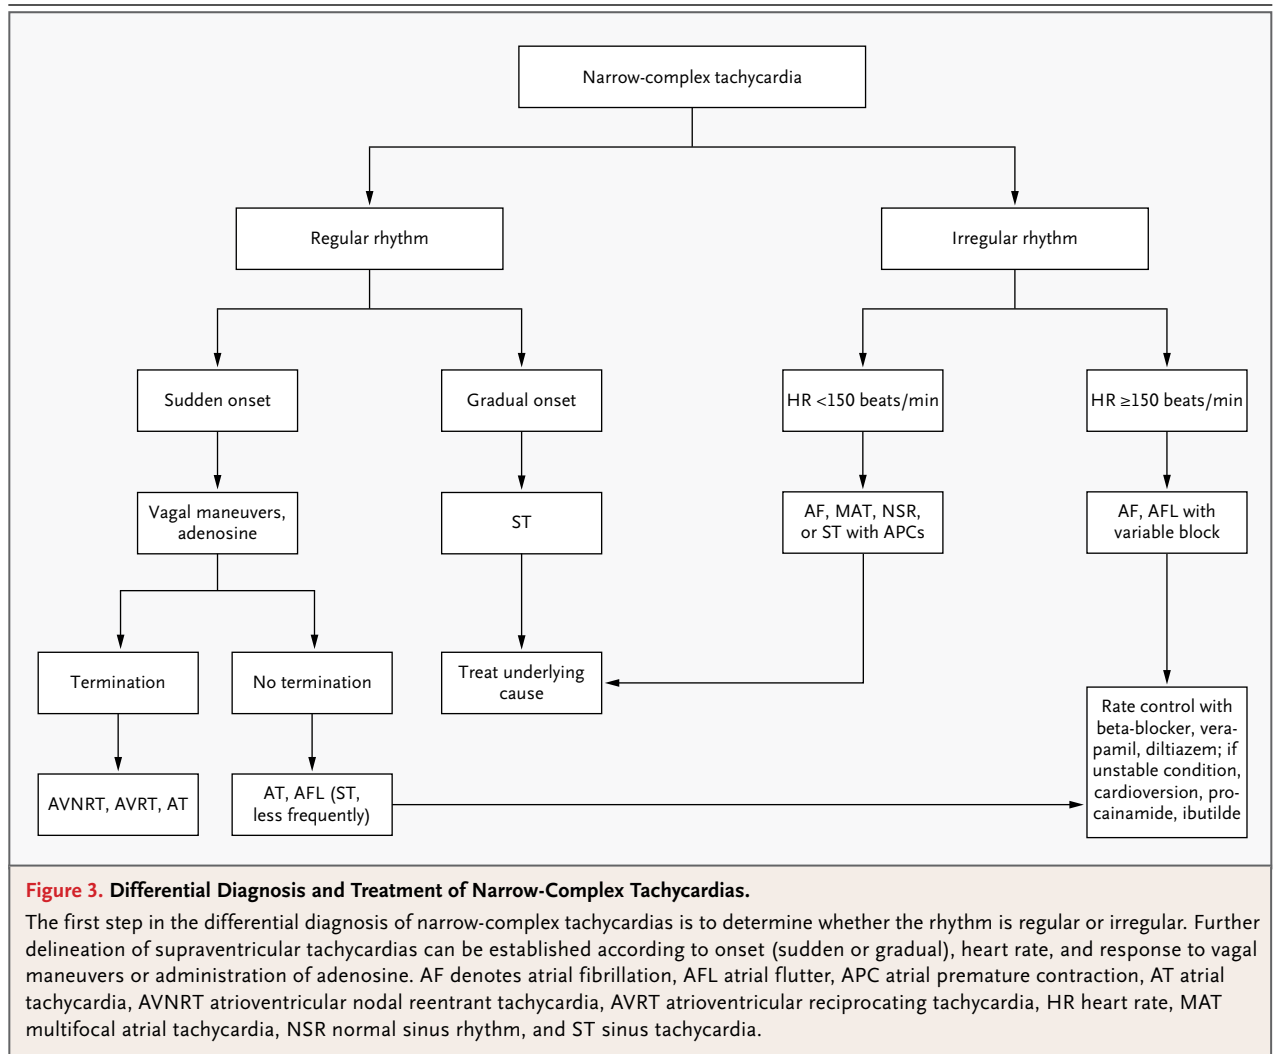 Narrow-complex tachycardia
Regular rhythm
Irregular rhythm
Sudden onset
Gradual onset
HR <150 beats/min
HR ≥150 beats/min
Vagal maneuvers,
adenosine
ST
AF, MAT, NSR,
or ST with APCs
AF, AFL with
variable block
Termination
No termination
Treat underlying
cause
Rate control with
beta-blocker, vera-
pamil, diltiazem; if
unstable condition,
cardioversion, pro-
cainamide, ibutilde
AVNRT, AVRT, AT
AT, AFL (ST,
less frequently)
Figure 3. Differential Diagnosis and Treatment of Narrow-Complex Tachycardias.
The first step in the differential diagnosis of narrow-complex tachycardias is to determine whether the rhythm is regular or irregular. Further
delineation of supraventricular tachycardias can be established according to onset (sudden or gradual), heart rate, and response to vagal
maneuvers or administration of adenosine. AF denotes atrial fibrillation, AFL atrial flutter, APC atrial premature contraction, AT atrial
tachycardia, AVNRT atrioventricular nodal reentrant tachycardia, AVRT atrioventricular reciprocating tachycardia, HR heart rate, MAT
multifocal atrial tachycardia, NSR normal sinus rhythm, and ST sinus tachycardia.